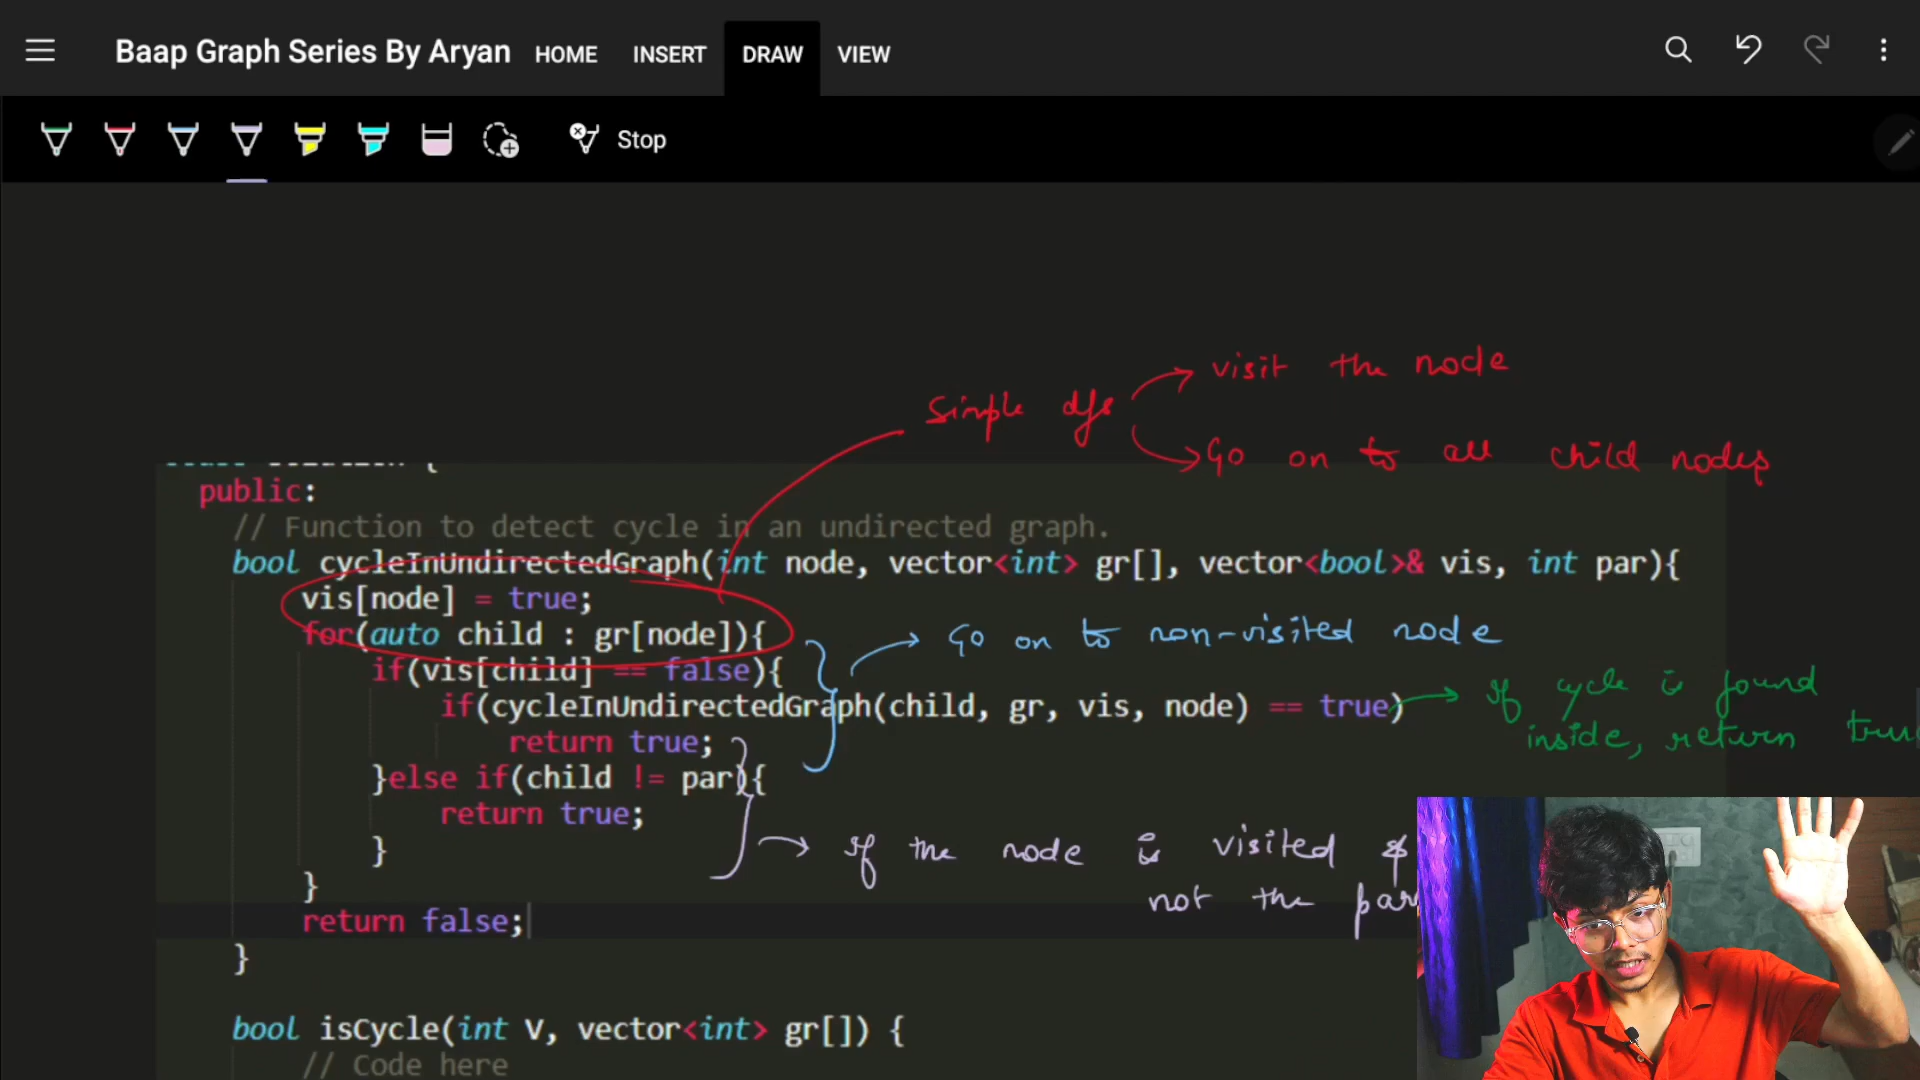 Baap Graph Series By Aryan HOME INSERT DRAW VIEW
Stop
visit the node
Simple dfs
Go on to all child nodes
public:
// Function to detect cycle in an undirected graph.
bool cycleInUndirectedGraph(int node, vector<int> gr[], vector<bool>& vis, int par){
vis[node] = true;
for(auto child : gr[node]){
Go on to non-visited node
if(vis[child] == false){
if(cycleInUndirectedGraph(child, gr, vis, node) == true)
If cycle is found
inside, return
return true;
}else if(child != par){
return true;
}
If the node is visited &
not the
}
return false;
}
bool isCycle(int V, vector<int> gr[]) {
// Code here